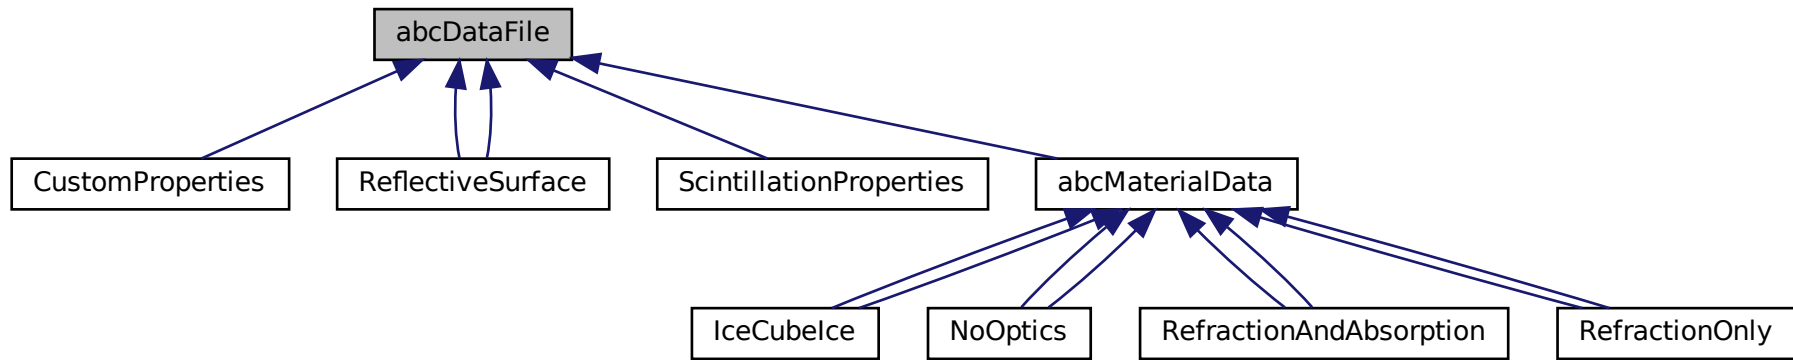 abcDataFile
CustomProperties
ReflectiveSurface
ScintillationProperties
abcMaterialData
IceCubeIce
NoOptics
RefractionAndAbsorption
RefractionOnly